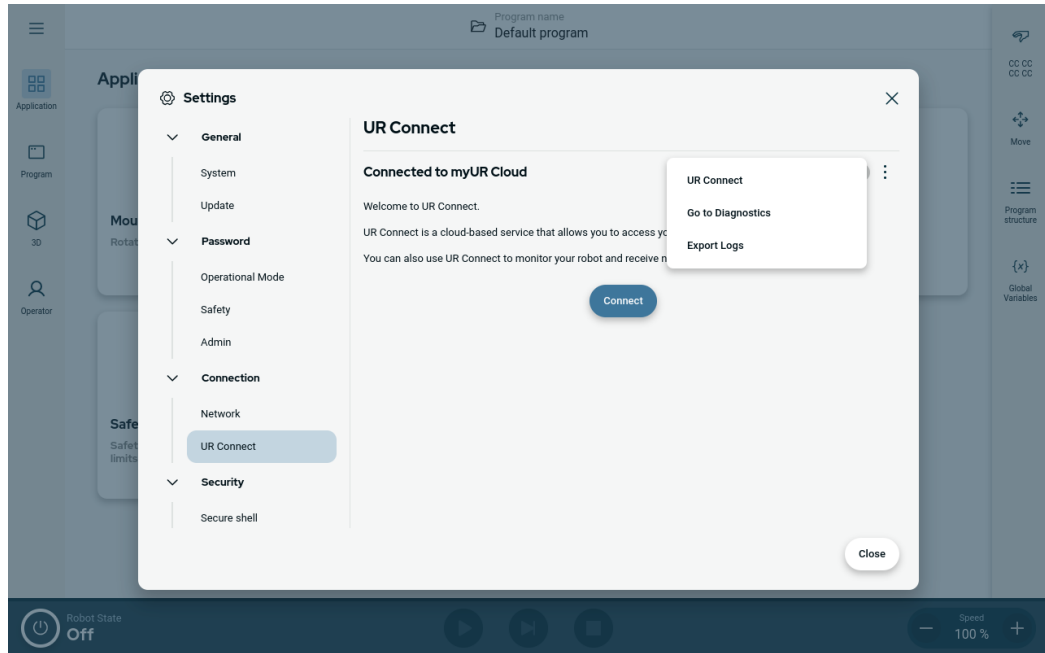 Program name
Default program
Application
Program
3D
Operator
Appli
Mou
Rotat
Safe
Safet
limits
Settings
General
System
Update
Password
Operational Mode
Safety
Admin
Connection
Network
UR Connect
Security
Secure shell
UR Connect
Connected to myUR Cloud
Welcome to UR Connect.
UR Connect is a cloud-based service that allows you to access yo
You can also use UR Connect to monitor your robot and receive n
Connect
UR Connect
Go to Diagnostics
Export Logs
Close
CC CC
CC CC
Move
Program
structure
{x}
Global
Variables
Robot State
Off
Speed
100 %